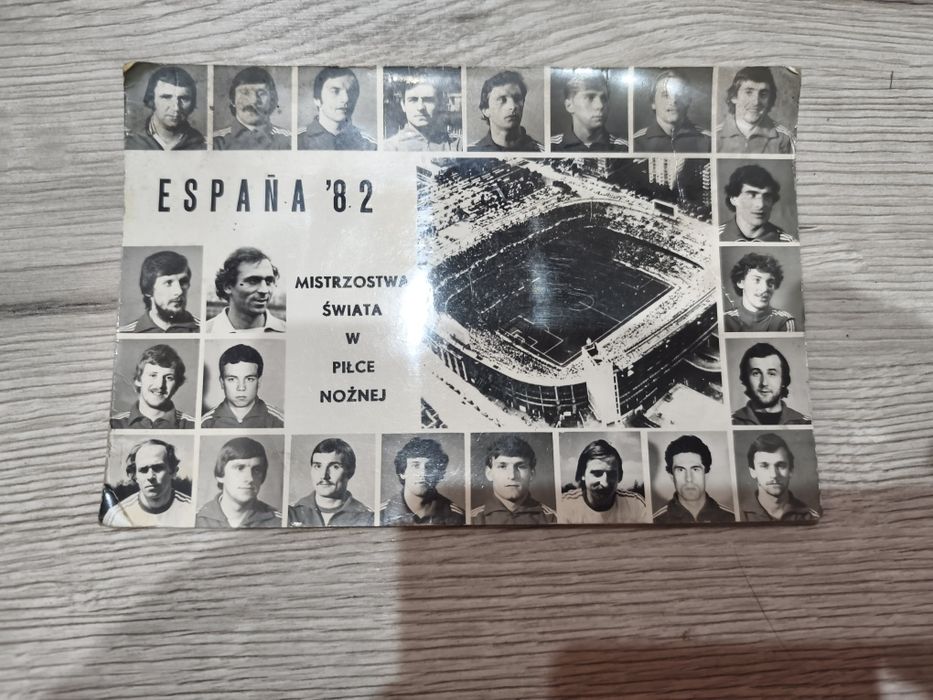 ESPAÑA '82
MISTRZOSTWA
ŚWIATA
W
PIŁCE
NOŻNEJ